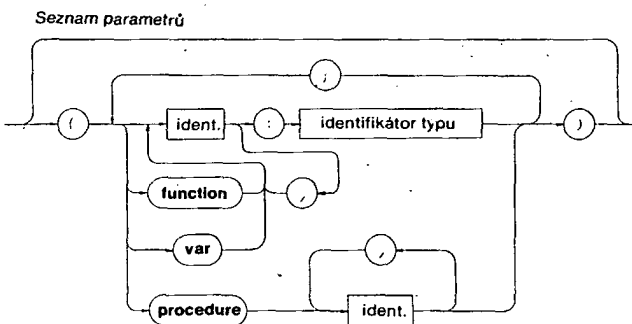 Seznam parametrů
;
( ident. : identifikátor typu )
function ,
var
,
procedure ident.